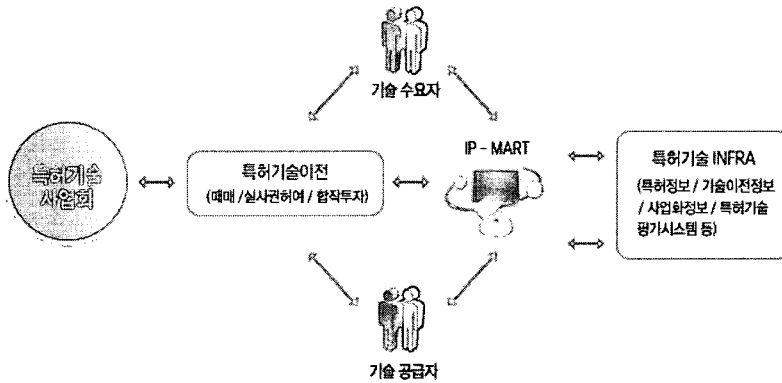 기술 수요자
특허기술
사업화
특허기술이전
(매매 / 실시권허여 / 합작투자)
IP - MART
특허기술 INFRA
(특허정보 / 기술이전정보
/ 사업화정보 / 특허기술
평가시스템 등)
기술 공급자